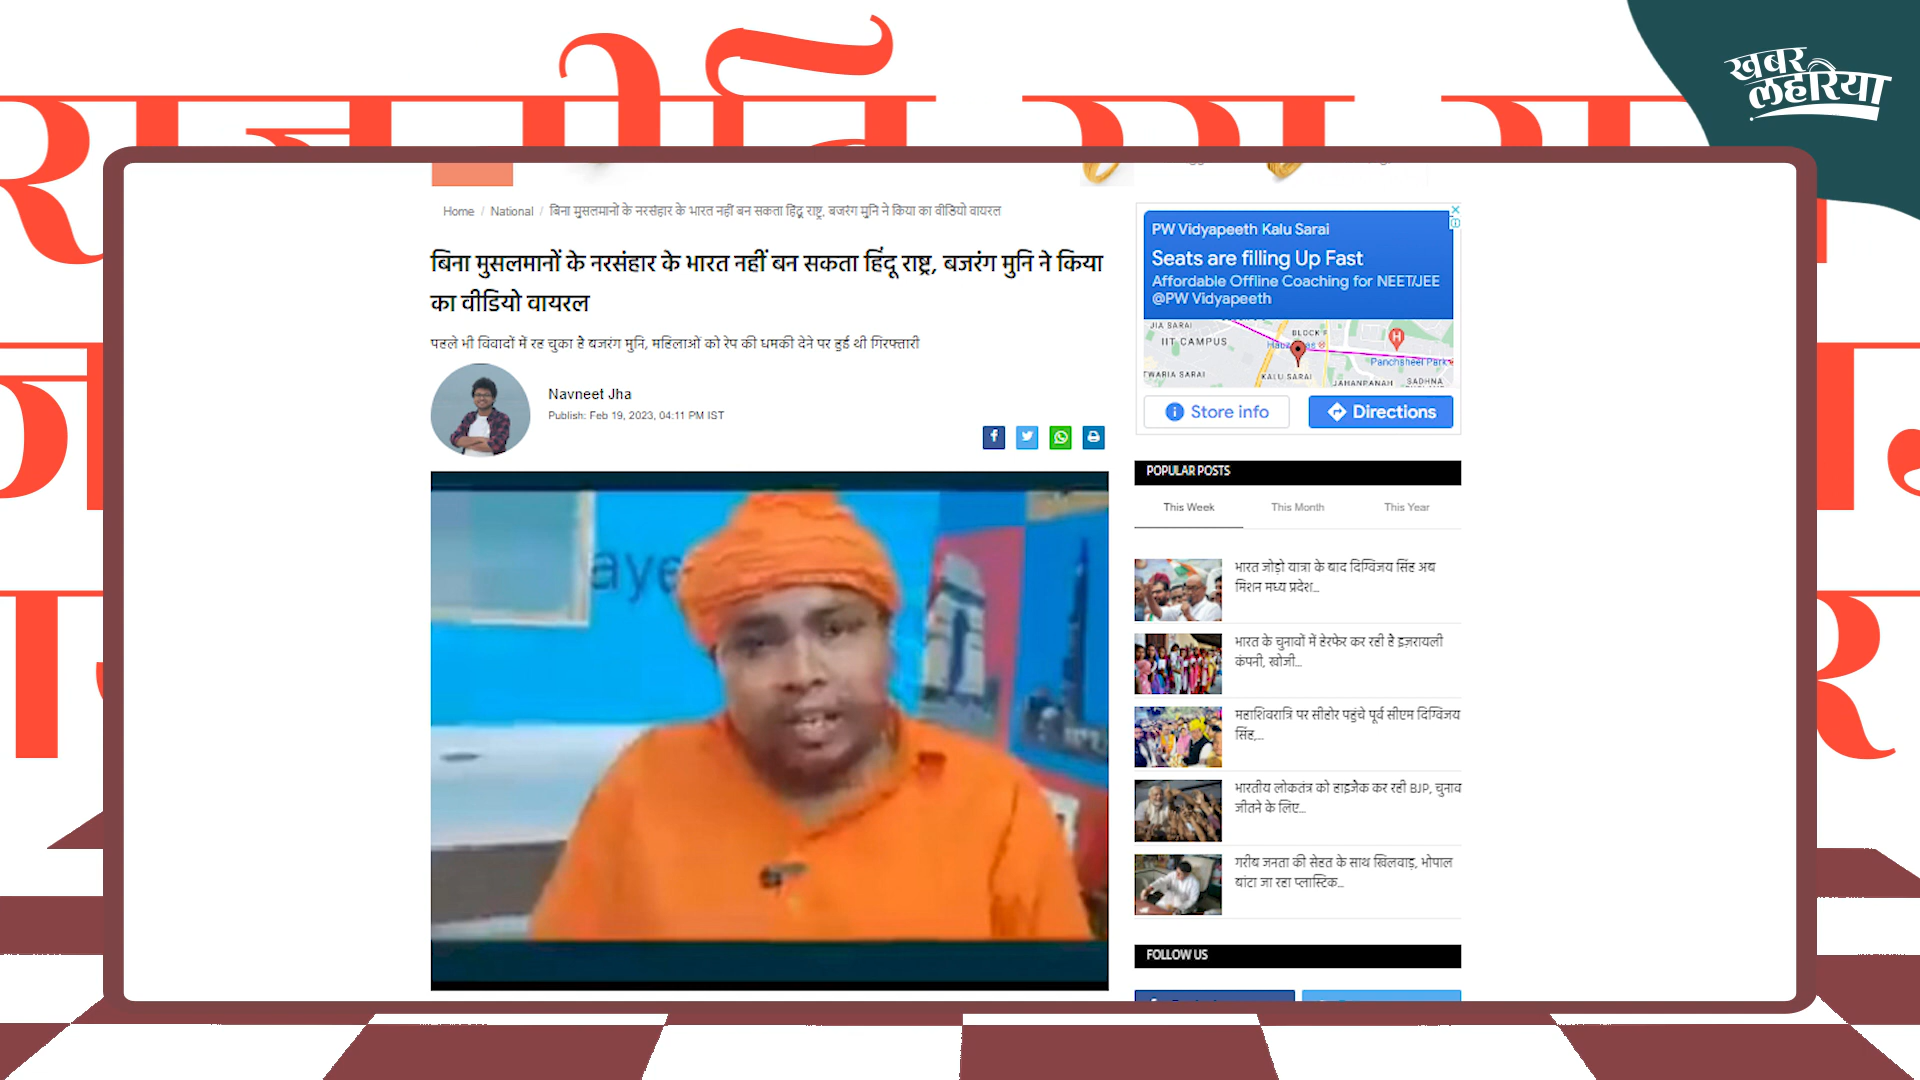 खबर
लहरिया
Home / National / बिना मुसलमानों के नरसंहार के भारत नहीं बन सकता हिंदू राष्ट्र, बजरंग मुनि ने किया का वीडियो वायरल
बिना मुसलमानों के नरसंहार के भारत नहीं बन सकता हिंदू राष्ट्र, बजरंग मुनि ने किया
का वीडियो वायरल
पहले भी विवादों में रह चुका है बजरंग मुनि, महिलाओं को रेप की धमकी देने पर हुई थी गिरफ्तारी
Navneet Jha
Publish: Feb 19, 2023, 04:11 PM IST
aye
PW Vidyapeeth Kalu Sarai
Seats are filling Up Fast
Affordable Offline Coaching for NEET/JEE
@PW Vidyapeeth
JIA SARAI
BLOCK F
IIT CAMPUS
Panchsheel Park
KALU SARAI
JAHANPANAH
SADHNA
Store info
Directions
POPULAR POSTS
This Week
This Month
This Year
भारत जोड़ो यात्रा के बाद दिग्विजय सिंह अब
मिशन मध्य प्रदेश...
भारत के चुनावों में हेरफेर कर रही है इज़रायली
कंपनी, खोजी...
महाशिवरात्रि पर सीहोर पहुंचे पूर्व सीएम दिग्विजय
सिंह,...
भारतीय लोकतंत्र को हाइजैक कर रही BJP, चुनाव
जीतने के लिए...
गरीब जनता की सेहत के साथ खिलवाड़, भोपाल
बांटा जा रहा प्लास्टिक...
FOLLOW US